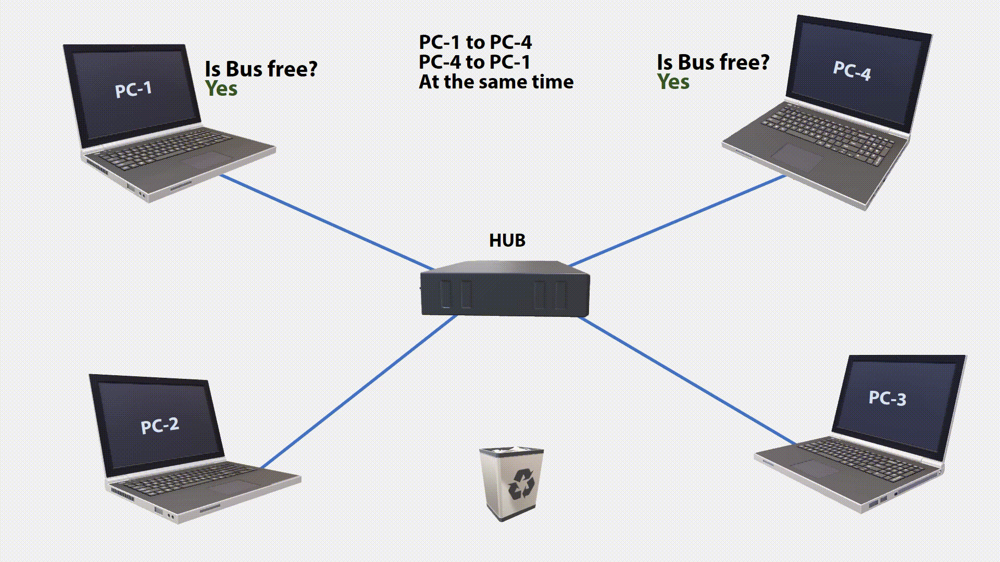 PC-1 to PC-4
PC-4 to PC-1
At the same time
Is Bus free?
Yes
Is Bus free?
Yes
PC-1
PC-4
HUB
PC-2
PC-3